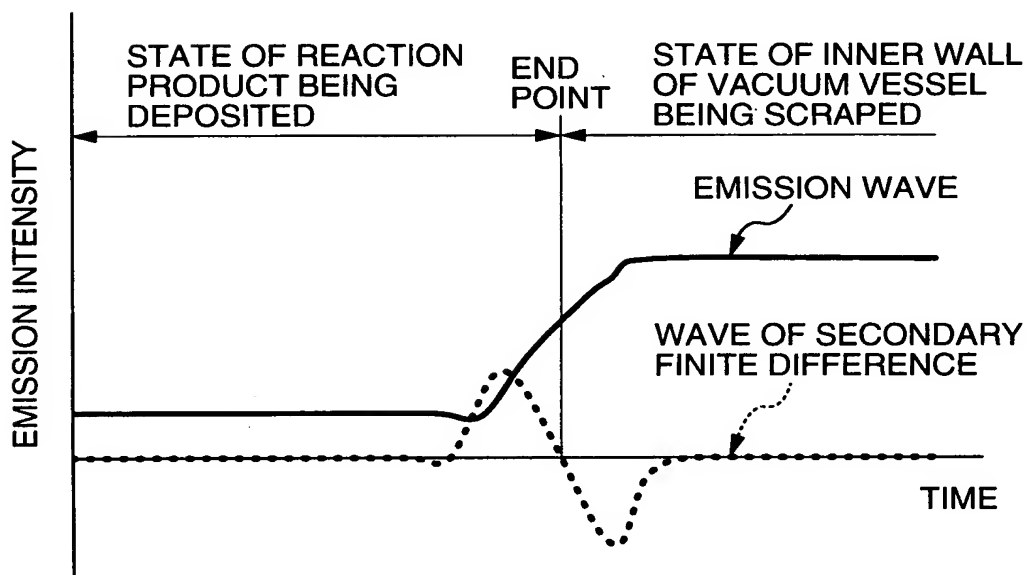 STATE OF REACTION
PRODUCT BEING
DEPOSITED
END
POINT
STATE OF INNER WALL
OF VACUUM VESSEL
BEING SCRAPED
EMISSION INTENSITY
EMISSION WAVE
WAVE OF SECONDARY
FINITE DIFFERENCE
TIME